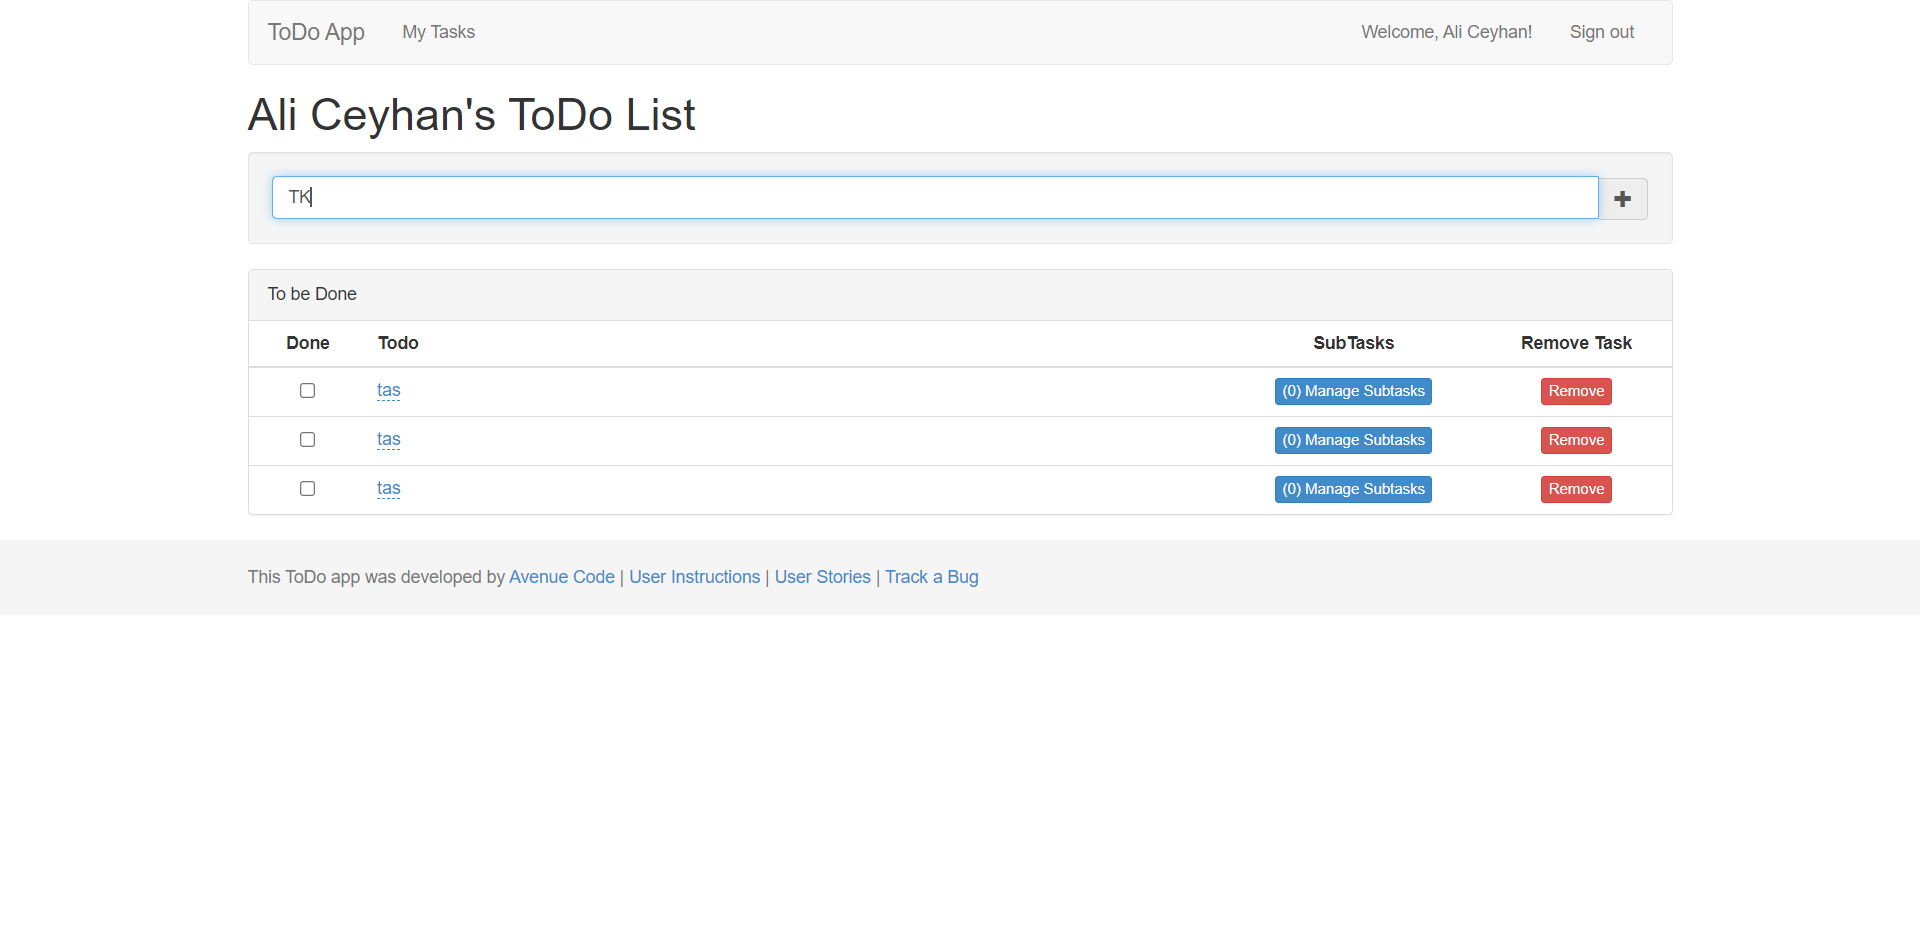 ToDo App My Tasks Welcome, Ali Ceyhan! Sign out
Ali Ceyhan's ToDo List
TK
To be Done
Done Todo SubTasks Remove Task
tas (0) Manage Subtasks Remove
tas (0) Manage Subtasks Remove
tas (0) Manage Subtasks Remove
This ToDo app was developed by Avenue Code | User Instructions | User Stories | Track a Bug